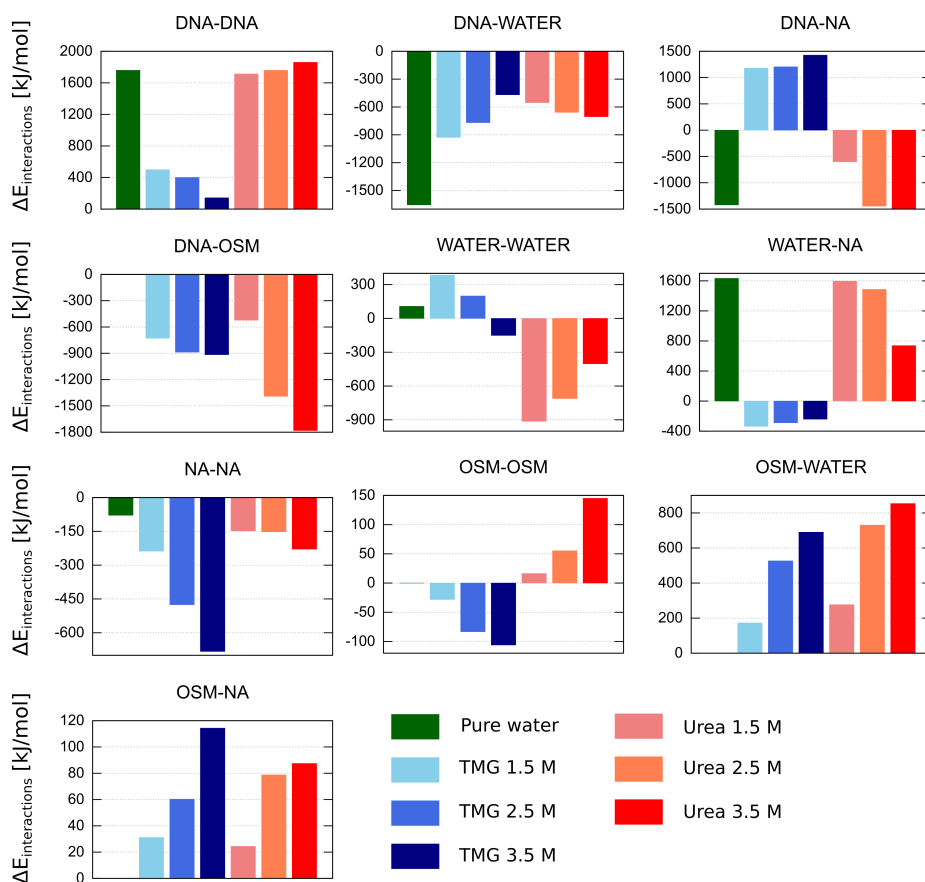 DNA-DNA
DNA-WATER
DNA-NA
ΔEinteractions [kJ/mol]
2000
1600
1200
800
400
0
0
-300
-600
-900
-1200
-1500
1500
1000
500
0
-500
-1000
-1500
DNA-OSM
WATER-WATER
WATER-NA
ΔEinteractions [kJ/mol]
0
-300
-600
-900
-1200
-1500
-1800
300
0
-300
-600
-900
1600
1200
800
400
0
-400
NA-NA
OSM-OSM
OSM-WATER
ΔEinteractions [kJ/mol]
0
-150
-300
-450
-600
150
100
50
0
-50
-100
800
600
400
200
0
OSM-NA
ΔEinteractions [kJ/mol]
120
100
80
60
40
20
0
Pure water
TMG 1.5 M
TMG 2.5 M
TMG 3.5 M
Urea 1.5 M
Urea 2.5 M
Urea 3.5 M